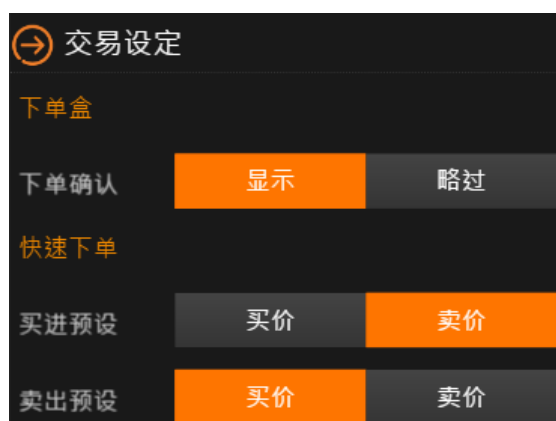 交易设定
下单盒
下单确认 显示 略过
快速下单
买进预设 买价 卖价
卖出预设 买价 卖价